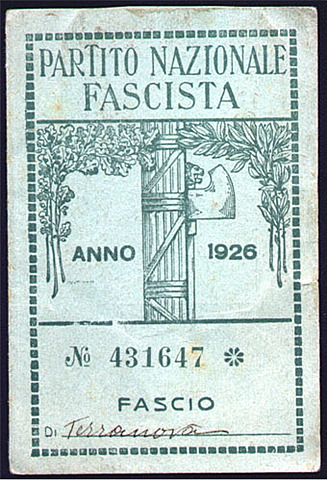 PARTITO NAZIONALE
FASCISTA
ANNO 1926
№ 431647 *
FASCIO
DI Terranova